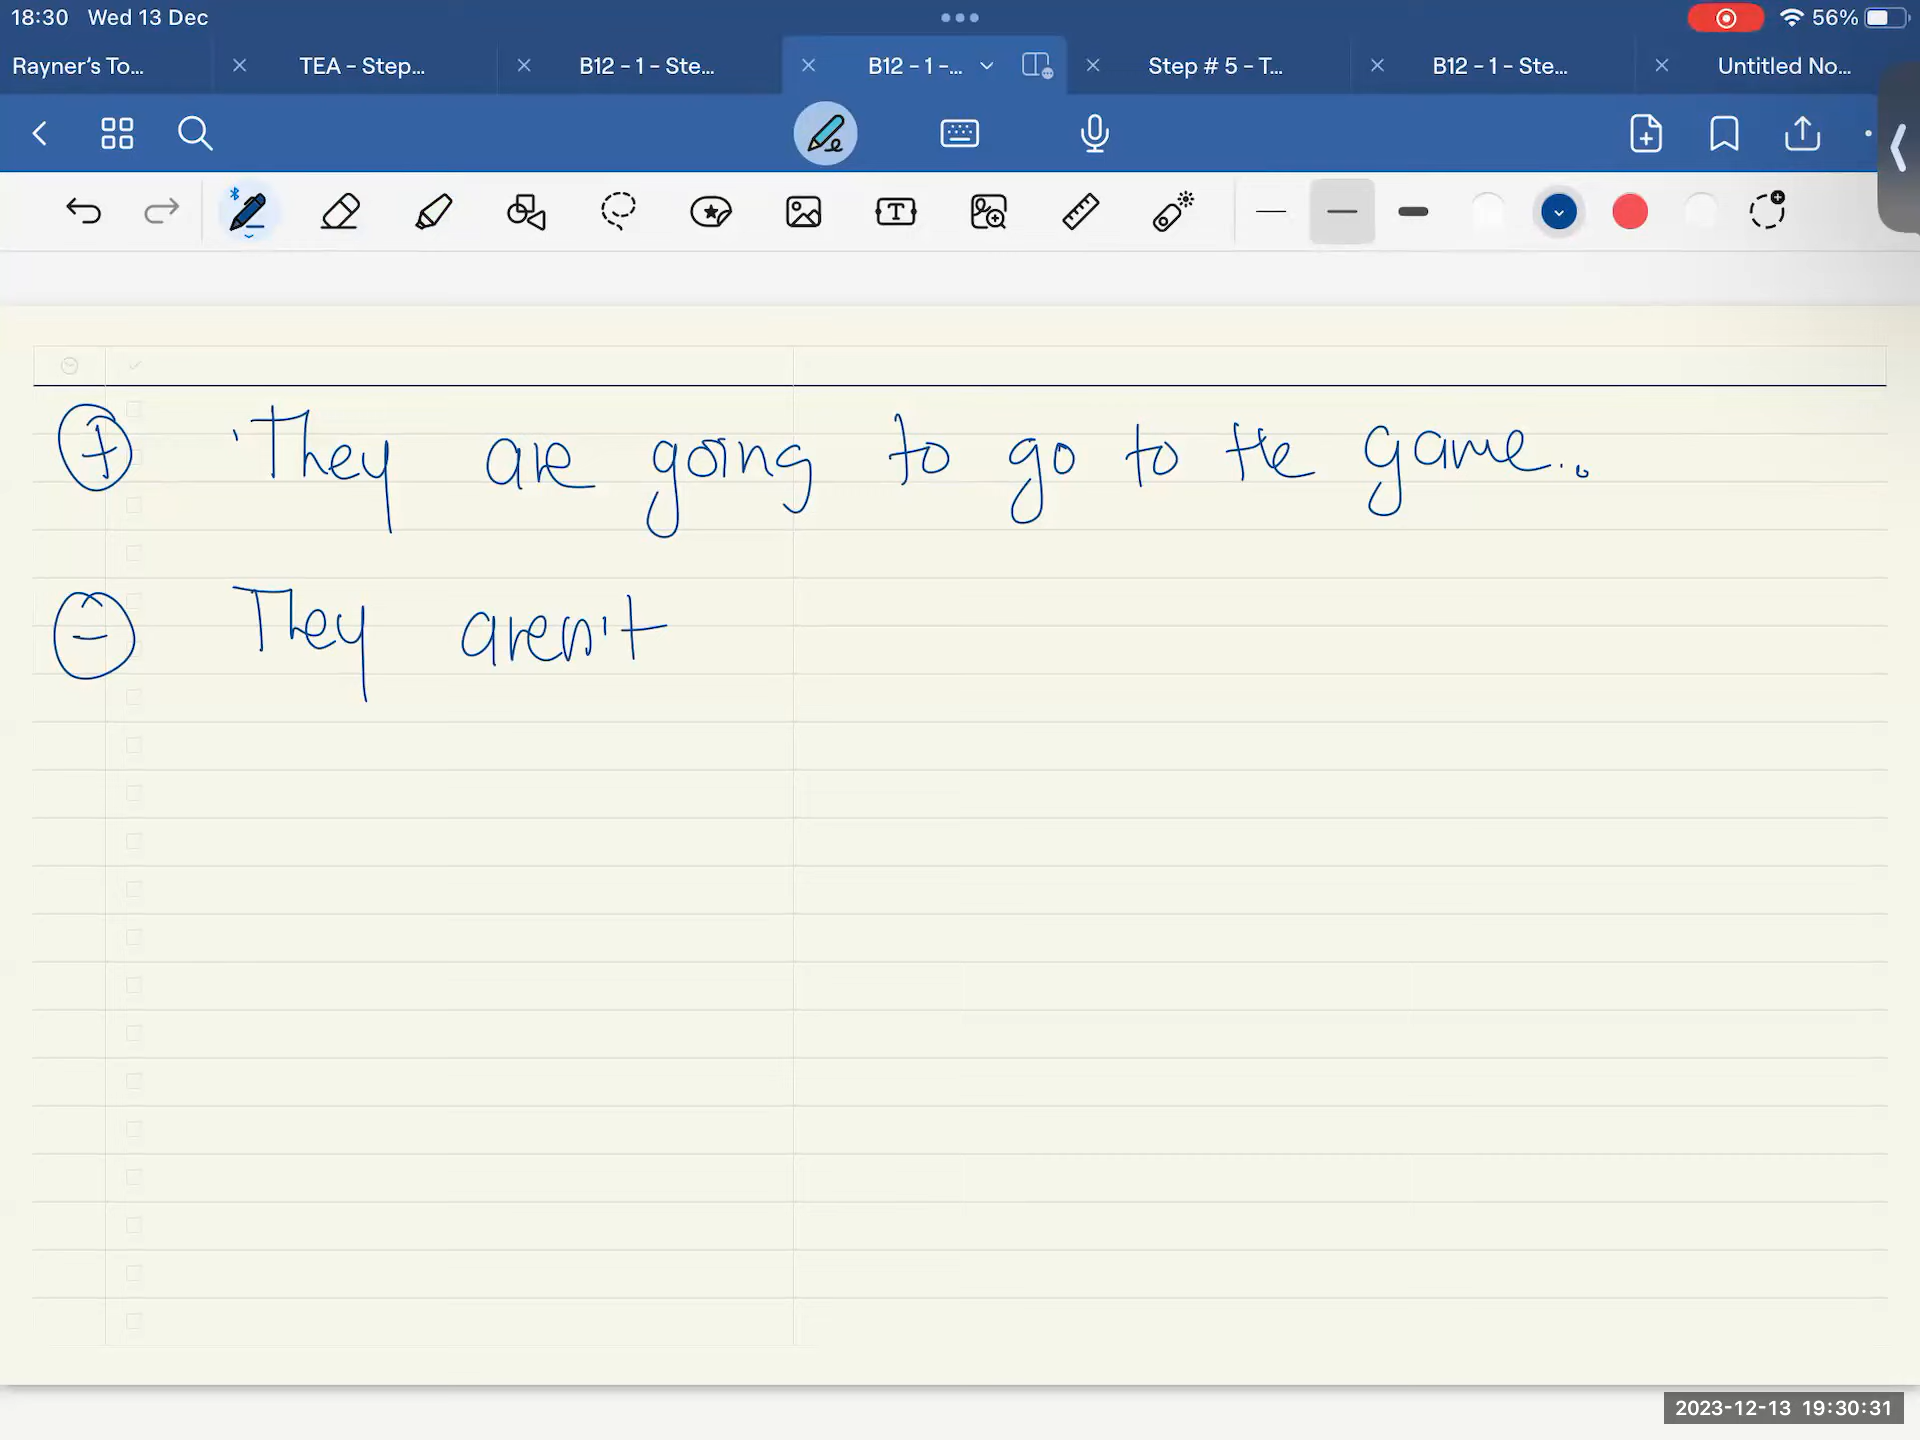 18:30 Wed 13 Dec 56%
Rayner's To... TEA - Step... B12 - 1 - Ste... B12 - 1 -... Step # 5 - T... B12 - 1 - Ste... Untitled No...
+ They are going to go to the game.
- They aren't
2023-12-13 19:30:31